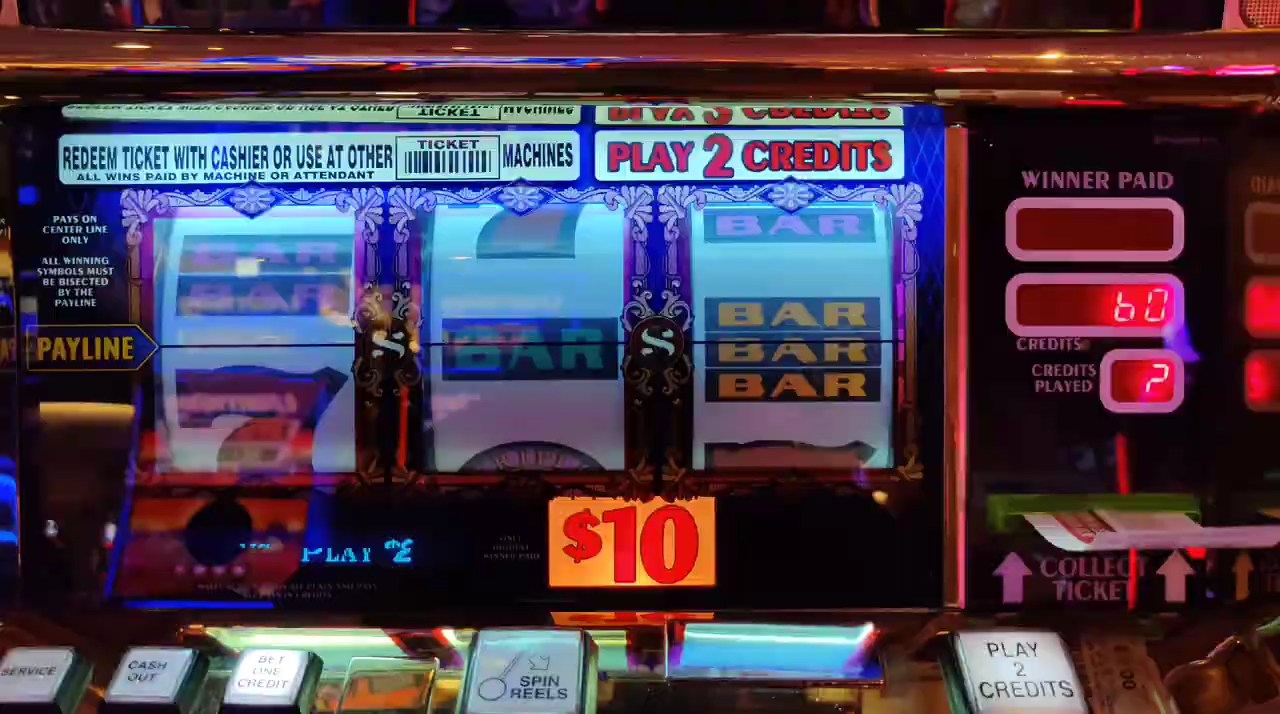 REDEEM TICKET WITH CASHIER OR USE AT OTHER
TICKET
MACHINES
ALL WINS PAID BY MACHINE OR ATTENDANT
PLAY 2 CREDITS
PAYS ON
CENTER LINE
ONLY
ALL WINNING
SYMBOLS MUST
BE BISECTED
BY THE
PAYLINE
PAYLINE
BAR
BAR
BAR
BAR
BAR
BAR
BAR
7
$10
PLAY
WINNER PAID
60
CREDITS
CREDITS
PLAYED
2
COLLECT
TICKET
SERVICE
CASH
OUT
BET
ONE
CREDIT
SPIN
REELS
PLAY
2
CREDITS